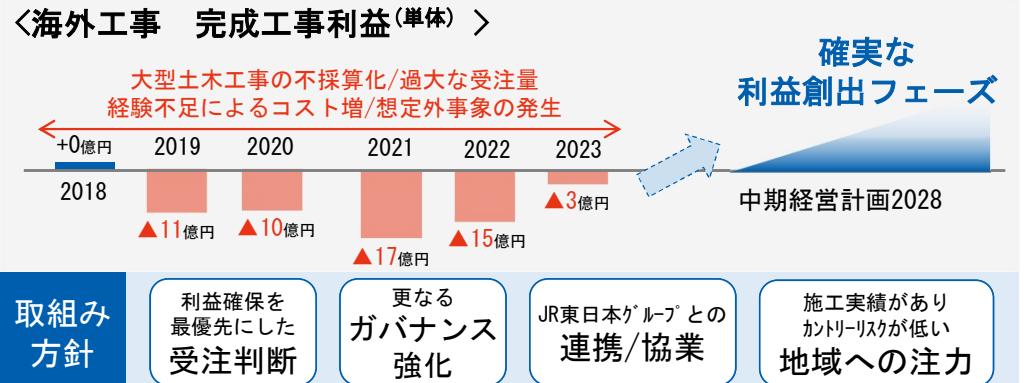 〈海外工事 完成工事利益(単体) 〉
大型土木工事の不採算化/過大な受注量
経験不足によるコスト増/想定外事象の発生
確実な
利益創出フェーズ
+0億円
2018
2019
▲11億円
2020
▲10億円
2021
▲17億円
2022
▲15億円
2023
▲3億円
中期経営計画2028
取組み
方針
利益確保を
最優先にした
受注判断
更なる
ガバナンス
強化
JR東日本ｸﾞﾙｰﾌﾟとの
連携/協業
施工実績があり
ｶﾝﾄﾘｰﾘｽｸが低い
地域への注力